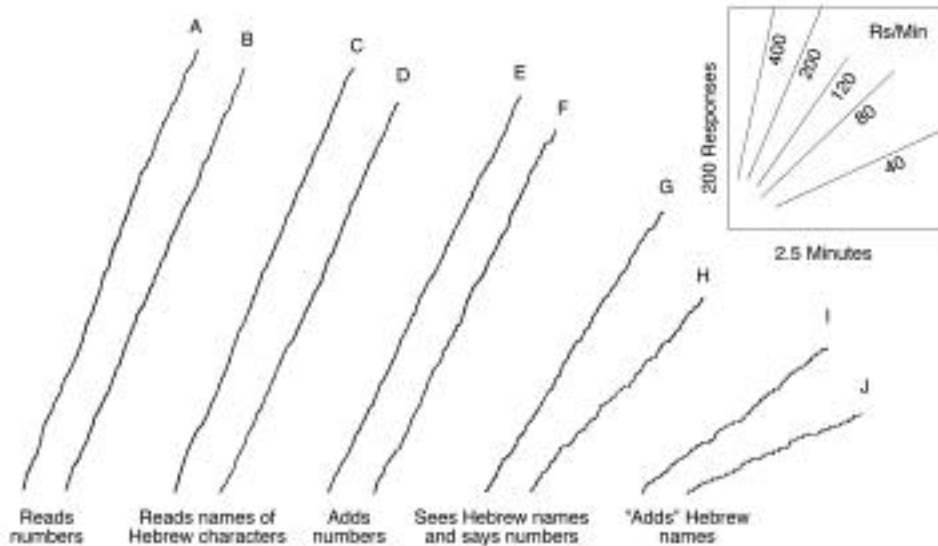 A
B
C
D
E
F
G
H
I
J
Rs/Min
400
200
120
80
40
200 Responses
2.5 Minutes
Reads
numbers
Reads names of
Hebrew characters
Adds
numbers
Sees Hebrew names
and says numbers
"Adds" Hebrew
names